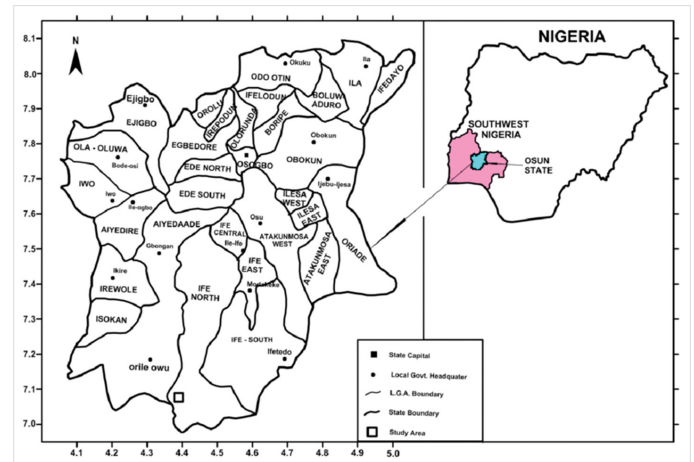 N
8.1
8.0
7.9
7.8
7.7
7.6
7.5
7.4
7.3
7.2
7.1
7.0
4.1 4.2 4.3 4.4 4.5 4.6 4.7 4.8 4.9 5.0
Okuku
ODO OTIN
Ila
ILA
IFEDAYO
Ejigbo
EJIGBO
OROLU
IREPODUN
OLORUNDA
IFELODUN
BORIPE
BOLUW
ADURO
EGBEDORE
OLA - OLUWA
Bode-osi
Obokun
OBOKUN
OSOGBO
EDE NORTH
IWO
Iwo
EDE SOUTH
Ijebu-Ijesa
ILESA
WEST
ILESA
EAST
Ile-ogbo
AIYEDIRE
AIYEDAADE
Gbongan
IFE
CENTRAL
Ile-Ife
Osu
ATAKUNMOSA
WEST
ATAKUNMOSA
EAST
ORIADE
IFE
EAST
Ikire
IREWOLE
IFE
NORTH
ISOKAN
IFE - SOUTH
Ifetedo
orile owu
NIGERIA
SOUTHWEST
NIGERIA
OSUN
STATE
State Capital
Local Govt. Headquater
L.G.A. Boundary
State Boundary
Study Area